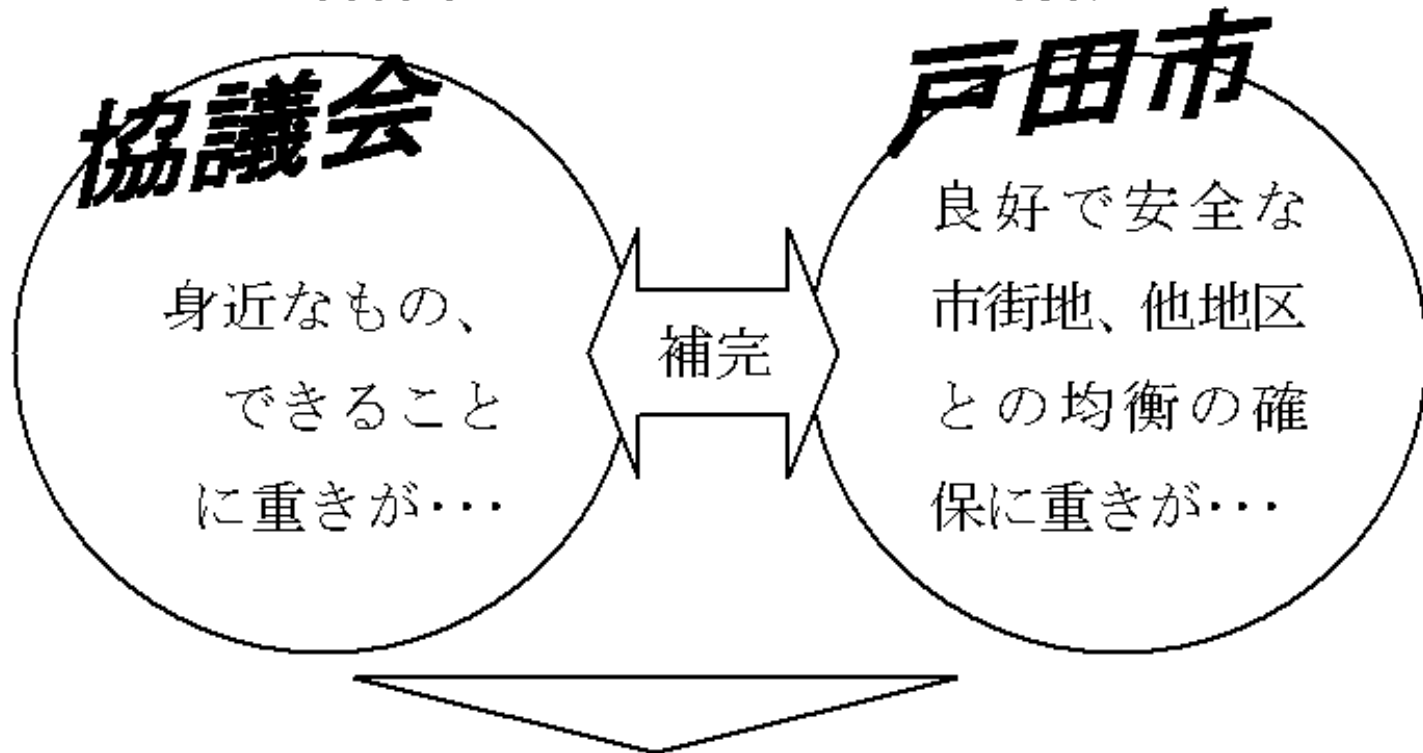 協議会
身近なもの、
できること
に重きが・・・
補完
戸田市
良好で安全な
市街地、他地区
との均衡の確
保に重きが・・・